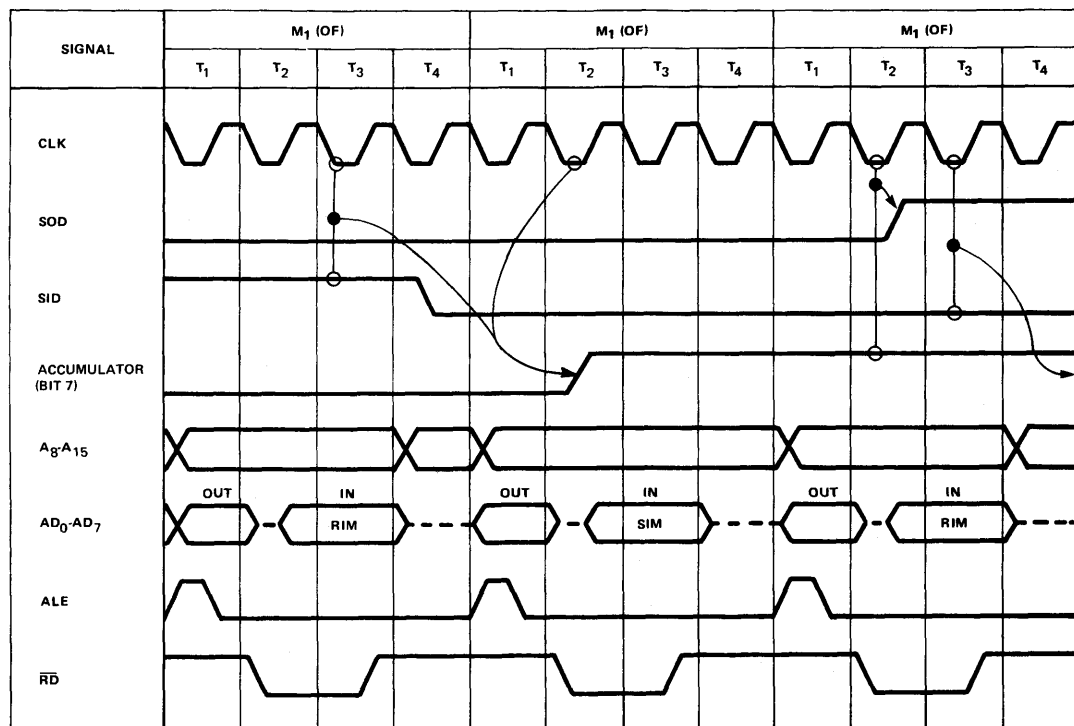 SIGNAL
M1 (OF) M1 (OF) M1 (OF)
T1 T2 T3 T4 T1 T2 T3 T4 T1 T2 T3 T4
CLK
SOD
SID
ACCUMULATOR
(BIT 7)
A8-A15
OUT IN OUT IN OUT IN
AD0-AD7 RIM SIM RIM
ALE
RD